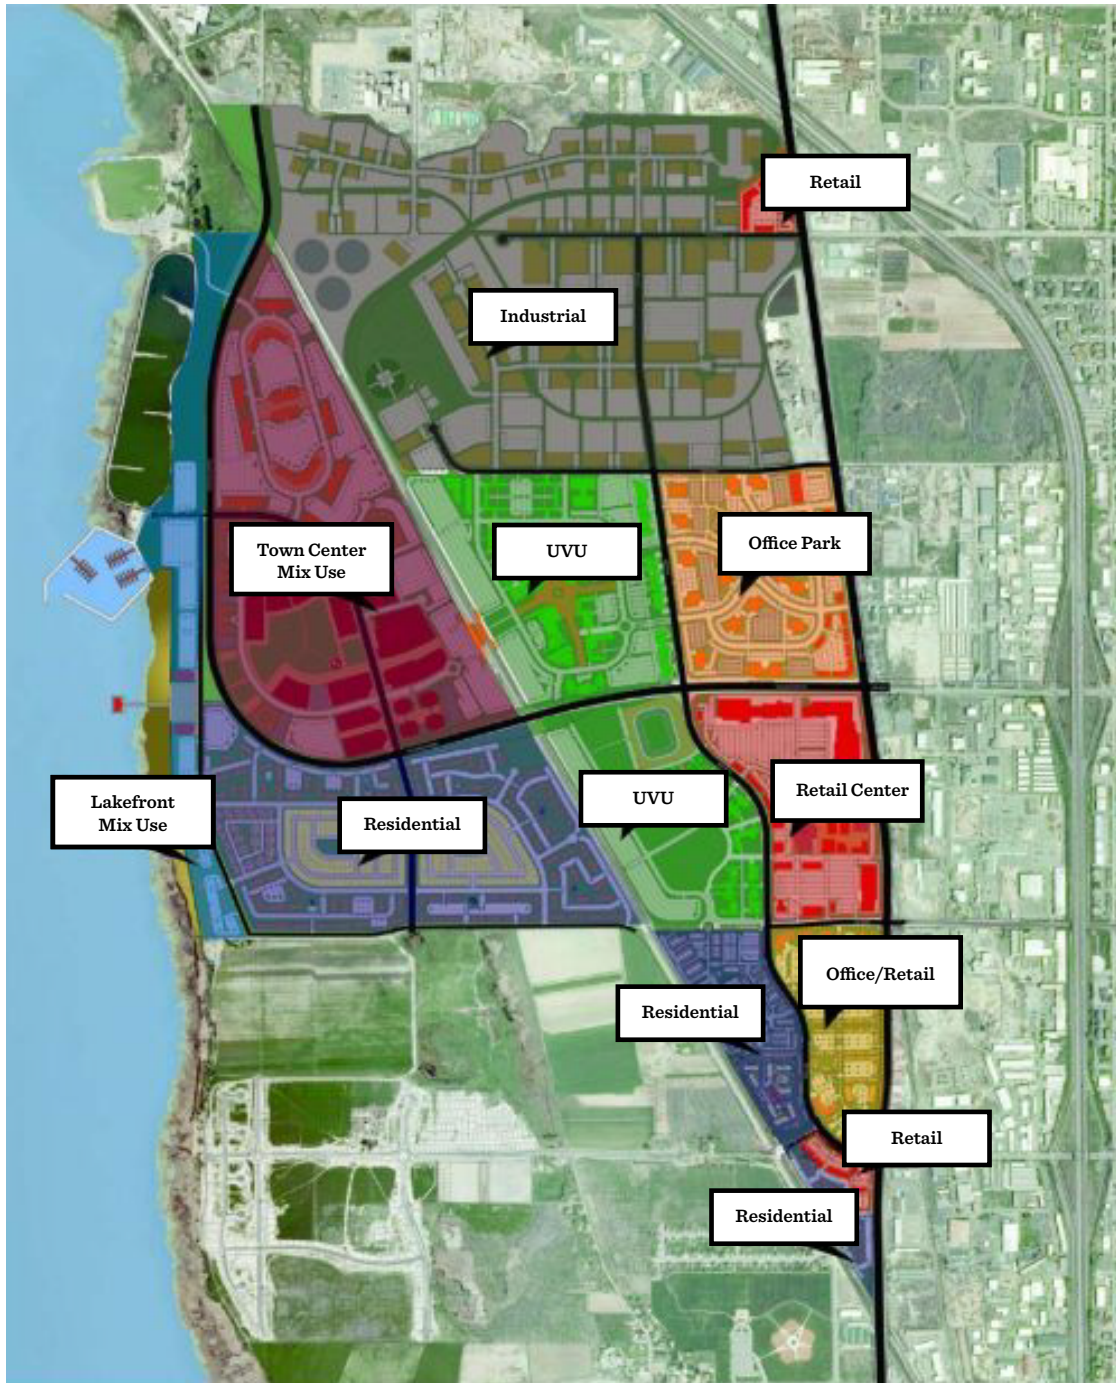 Retail
Industrial
Town Center
Mix Use
UVU
Office Park
Lakefront
Mix Use
Residential
UVU
Retail Center
Office/Retail
Residential
Retail
Residential